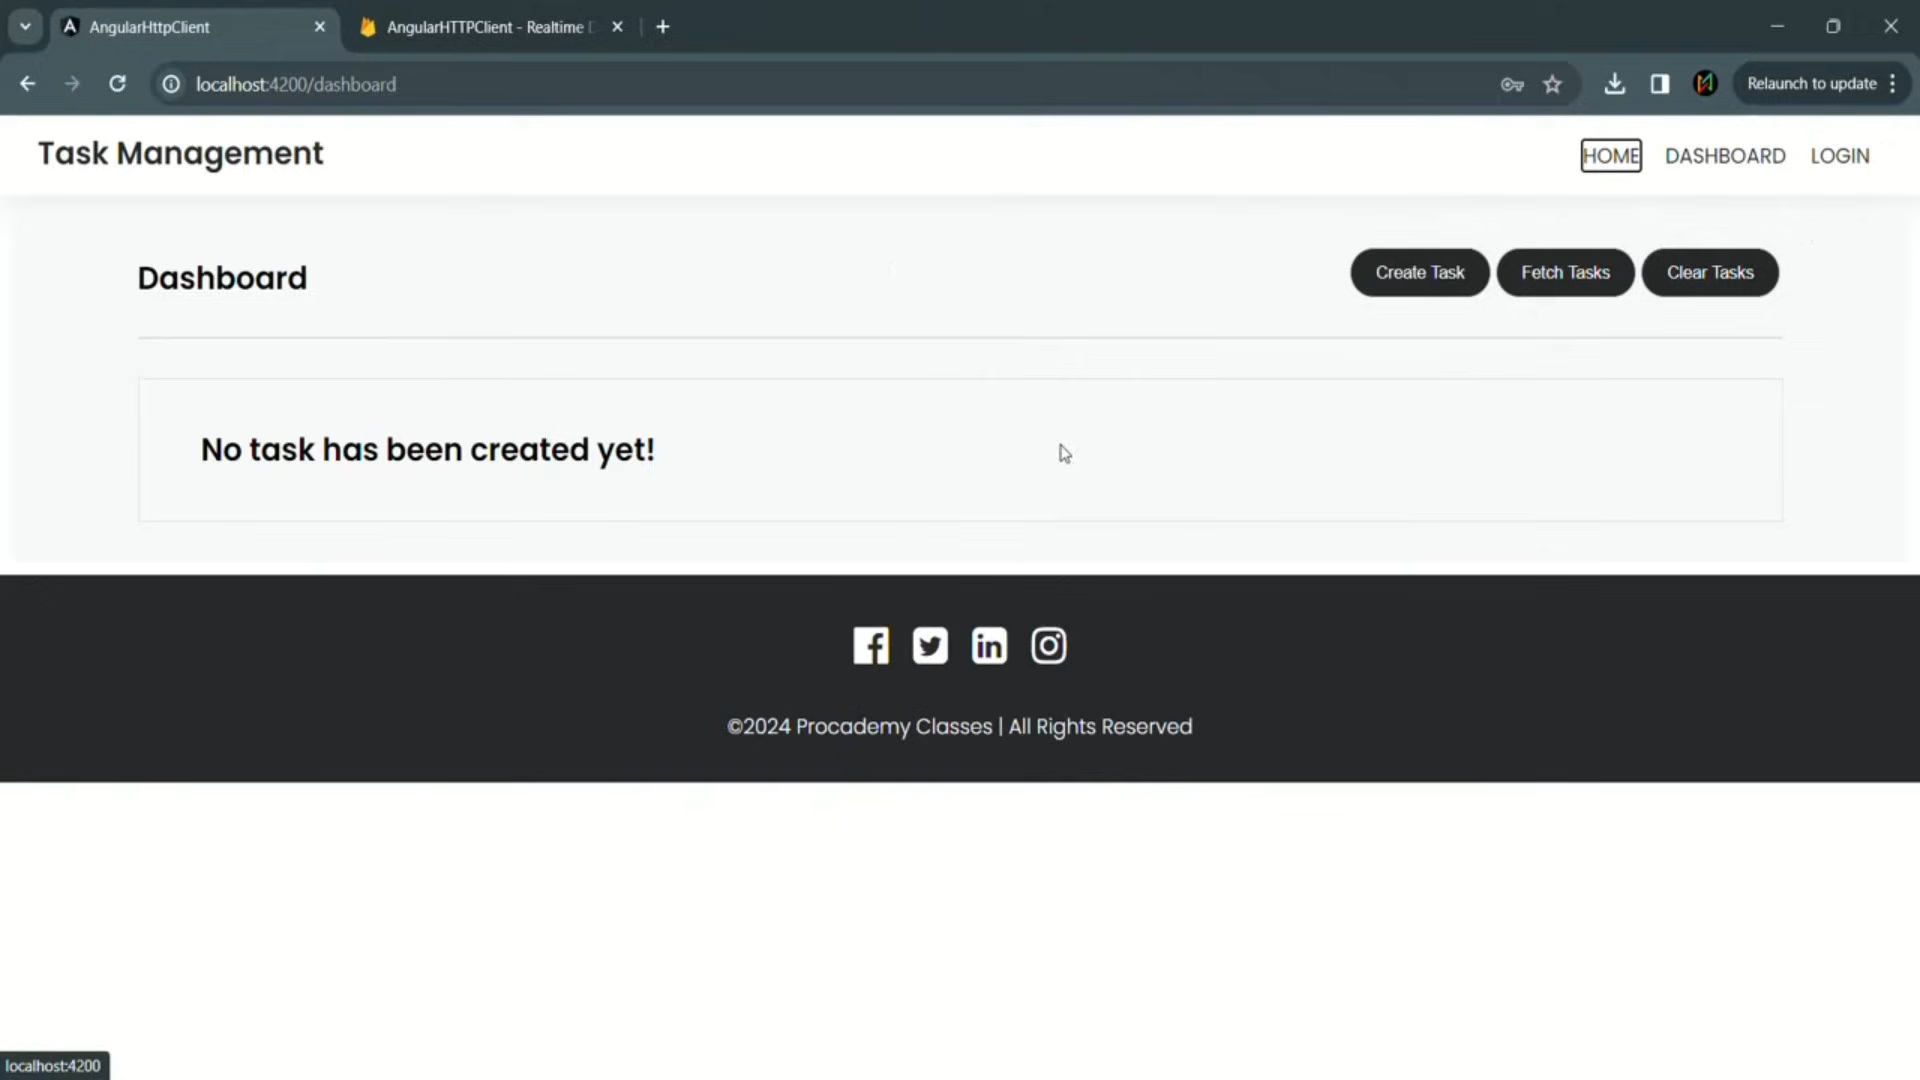 AngularHttpClient
AngularHTTPClient - Realtime
localhost:4200/dashboard
Relaunch to update
Task Management
HOME
DASHBOARD
LOGIN
Dashboard
Create Task
Fetch Tasks
Clear Tasks
No task has been created yet!
©2024 Procademy Classes | All Rights Reserved
localhost:4200